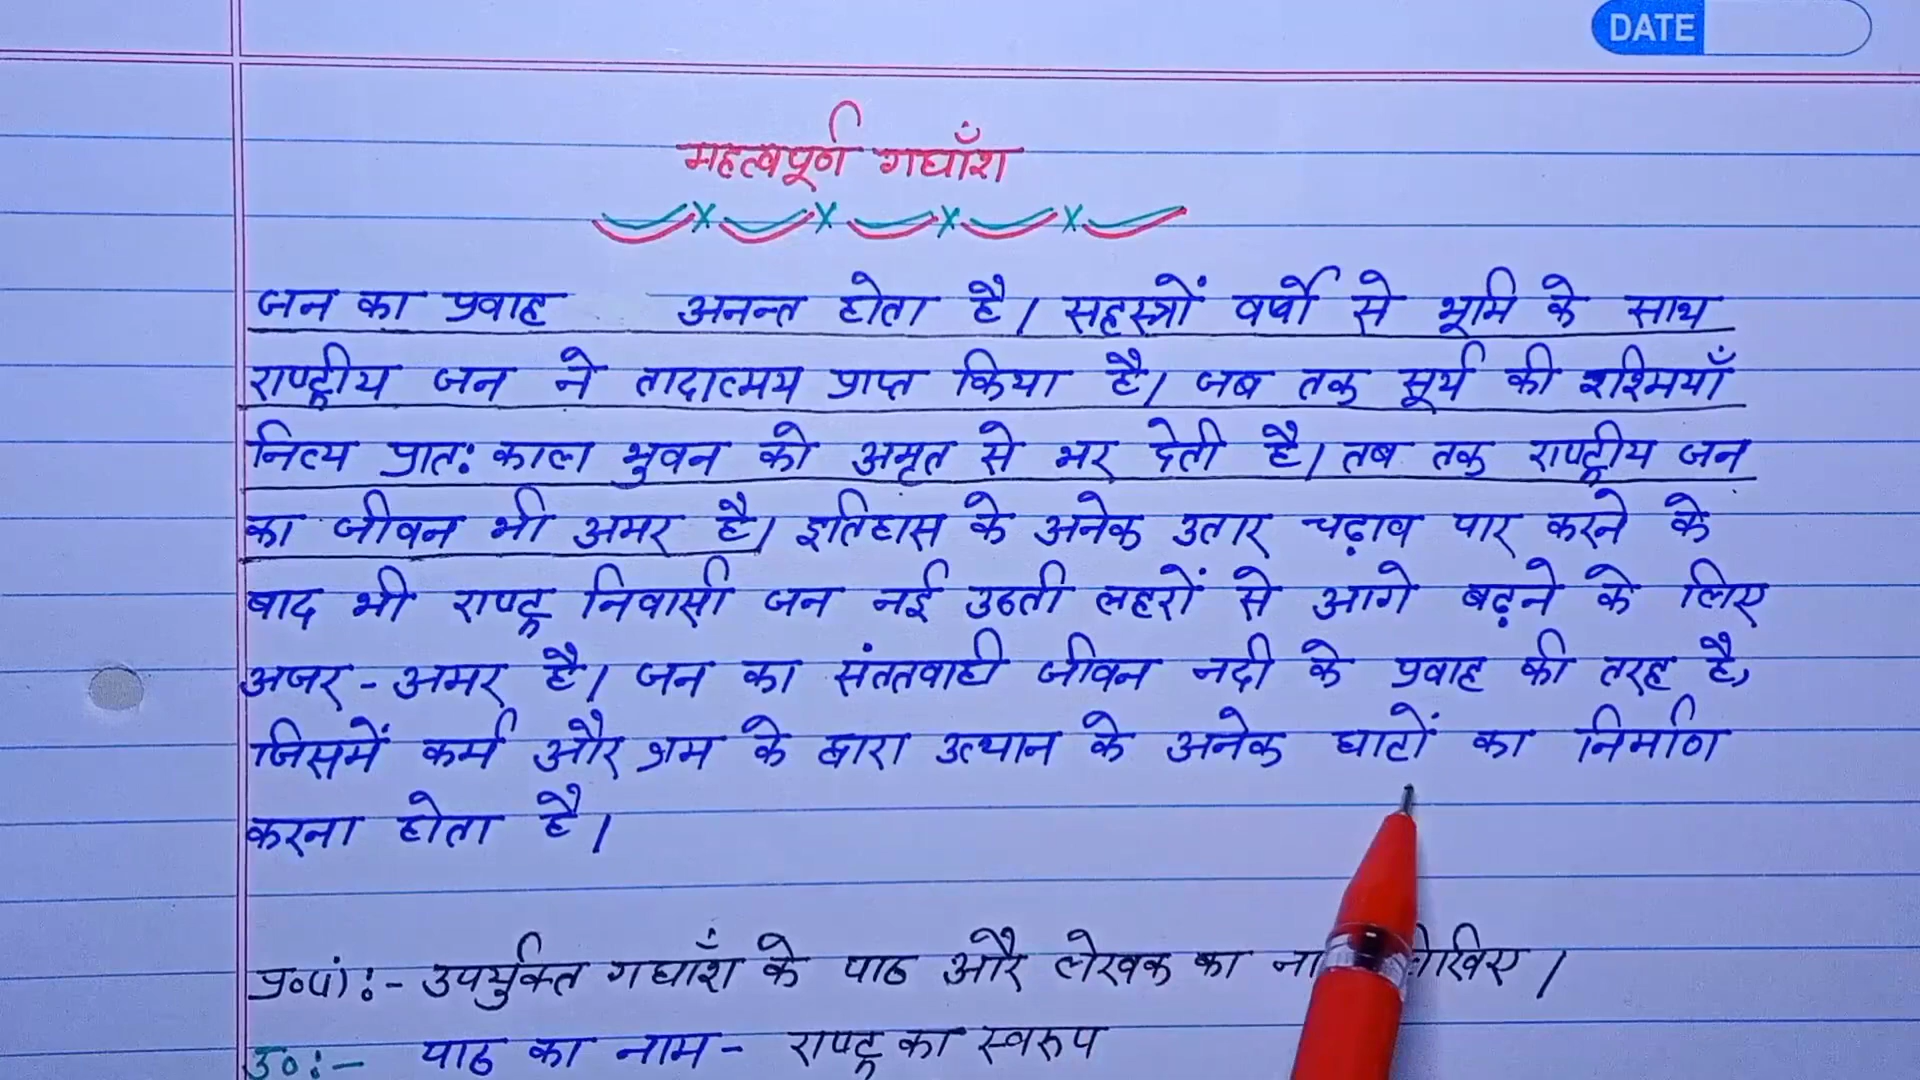 DATE
महत्वपूर्ण गद्याँश
जन का प्रवाह अनन्त होता है। सहस्त्रों वर्षो से भूमि के साथ
राष्ट्रीय जन ने तादात्मय प्राप्त किया है। जब तक सूर्य की रश्मियाँ
नित्य प्रात: काल भुवन को अमृत से भर देती है। तब तक राष्ट्रीय जन
का जीवन भी अमर है। इतिहास के अनेक उतार चढ़ाव पार करने के
बाद भी राष्ट्र निवासी जन नई उठती लहरों से आगे बढ़ने के लिए
अजर - अमर है। जन का संततवाही जीवन नदी के प्रवाह की तरह है,
जिसमें कर्म और श्रम के द्वारा उत्थान के अनेक घाटों का निर्माण
करना होता है।
प्र०(i) :- उपर्युक्त गद्याँश के पाठ और लेखक का
उ० :- पाठ का नाम - राष्ट्र का स्वरुप